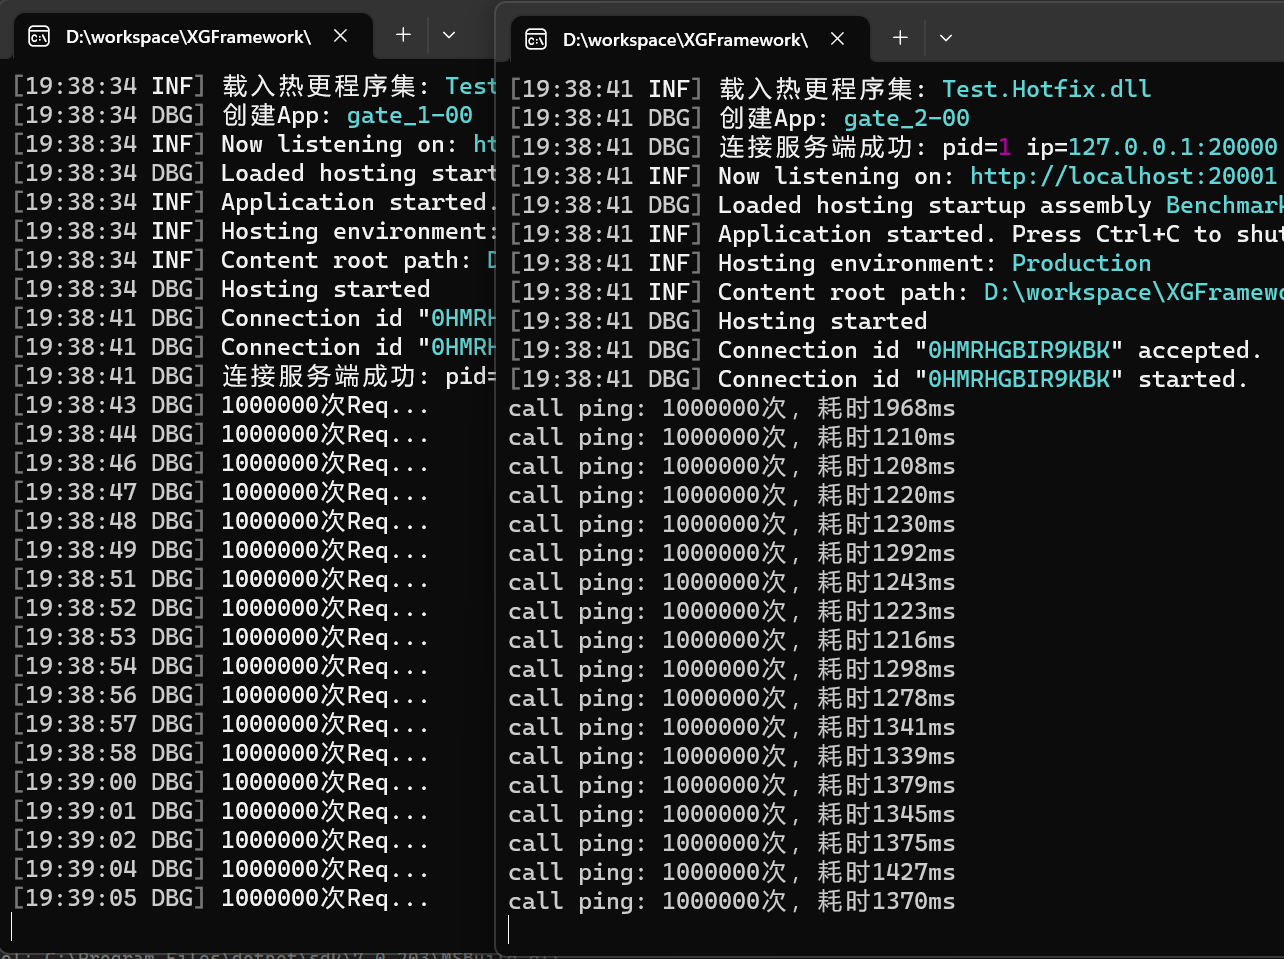 D:\workspace\XGFramework\
[19:38:34 INF] 载入热更程序集: Test
[19:38:34 DBG] 创建App: gate_1-00
[19:38:34 INF] Now listening on: ht
[19:38:34 DBG] Loaded hosting start
[19:38:34 INF] Application started.
[19:38:34 INF] Hosting environment:
[19:38:34 INF] Content root path: D
[19:38:34 DBG] Hosting started
[19:38:41 DBG] Connection id "0HMRH
[19:38:41 DBG] Connection id "0HMRH
[19:38:41 DBG] 连接服务端成功: pid=
[19:38:43 DBG] 1000000次Req...
[19:38:44 DBG] 1000000次Req...
[19:38:46 DBG] 1000000次Req...
[19:38:47 DBG] 1000000次Req...
[19:38:48 DBG] 1000000次Req...
[19:38:49 DBG] 1000000次Req...
[19:38:51 DBG] 1000000次Req...
[19:38:52 DBG] 1000000次Req...
[19:38:53 DBG] 1000000次Req...
[19:38:54 DBG] 1000000次Req...
[19:38:56 DBG] 1000000次Req...
[19:38:57 DBG] 1000000次Req...
[19:38:58 DBG] 1000000次Req...
[19:39:00 DBG] 1000000次Req...
[19:39:01 DBG] 1000000次Req...
[19:39:02 DBG] 1000000次Req...
[19:39:04 DBG] 1000000次Req...
[19:39:05 DBG] 1000000次Req...
D:\workspace\XGFramework\
[19:38:41 INF] 载入热更程序集: Test.Hotfix.dll
[19:38:41 DBG] 创建App: gate_2-00
[19:38:41 DBG] 连接服务端成功: pid=1 ip=127.0.0.1:20000
[19:38:41 INF] Now listening on: http://localhost:20001
[19:38:41 DBG] Loaded hosting startup assembly Benchmark
[19:38:41 INF] Application started. Press Ctrl+C to shut
[19:38:41 INF] Hosting environment: Production
[19:38:41 INF] Content root path: D:\workspace\XGFramewo
[19:38:41 DBG] Hosting started
[19:38:41 DBG] Connection id "0HMRHGBIR9KBK" accepted.
[19:38:41 DBG] Connection id "0HMRHGBIR9KBK" started.
call ping: 1000000次, 耗时1968ms
call ping: 1000000次, 耗时1210ms
call ping: 1000000次, 耗时1208ms
call ping: 1000000次, 耗时1220ms
call ping: 1000000次, 耗时1230ms
call ping: 1000000次, 耗时1292ms
call ping: 1000000次, 耗时1243ms
call ping: 1000000次, 耗时1223ms
call ping: 1000000次, 耗时1216ms
call ping: 1000000次, 耗时1298ms
call ping: 1000000次, 耗时1278ms
call ping: 1000000次, 耗时1341ms
call ping: 1000000次, 耗时1339ms
call ping: 1000000次, 耗时1379ms
call ping: 1000000次, 耗时1345ms
call ping: 1000000次, 耗时1375ms
call ping: 1000000次, 耗时1427ms
call ping: 1000000次, 耗时1370ms